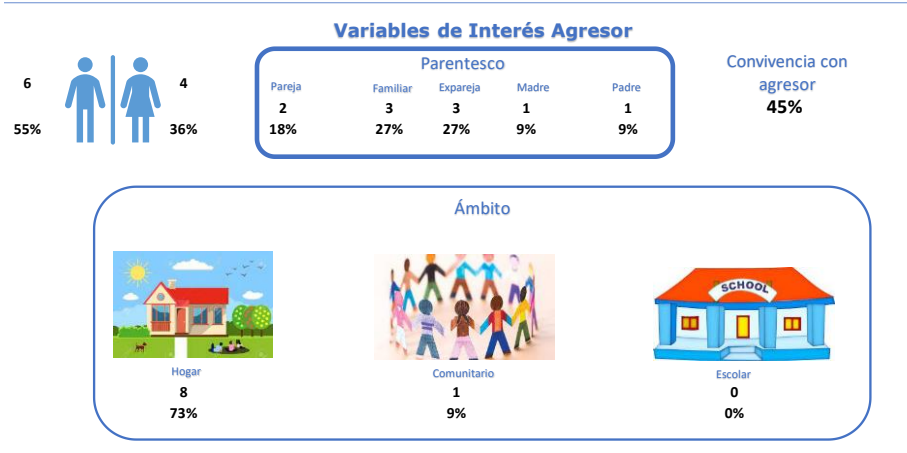 Variables de Interés Agresor
6
55%
4
36%
Parentesco
Pareja Familiar Expareja Madre Padre
2 3 3 1 1
18% 27% 27% 9% 9%
Convivencia con
agresor
45%
Ámbito
SCHOOL
Hogar Comunitario Escolar
8 1 0
73% 9% 0%